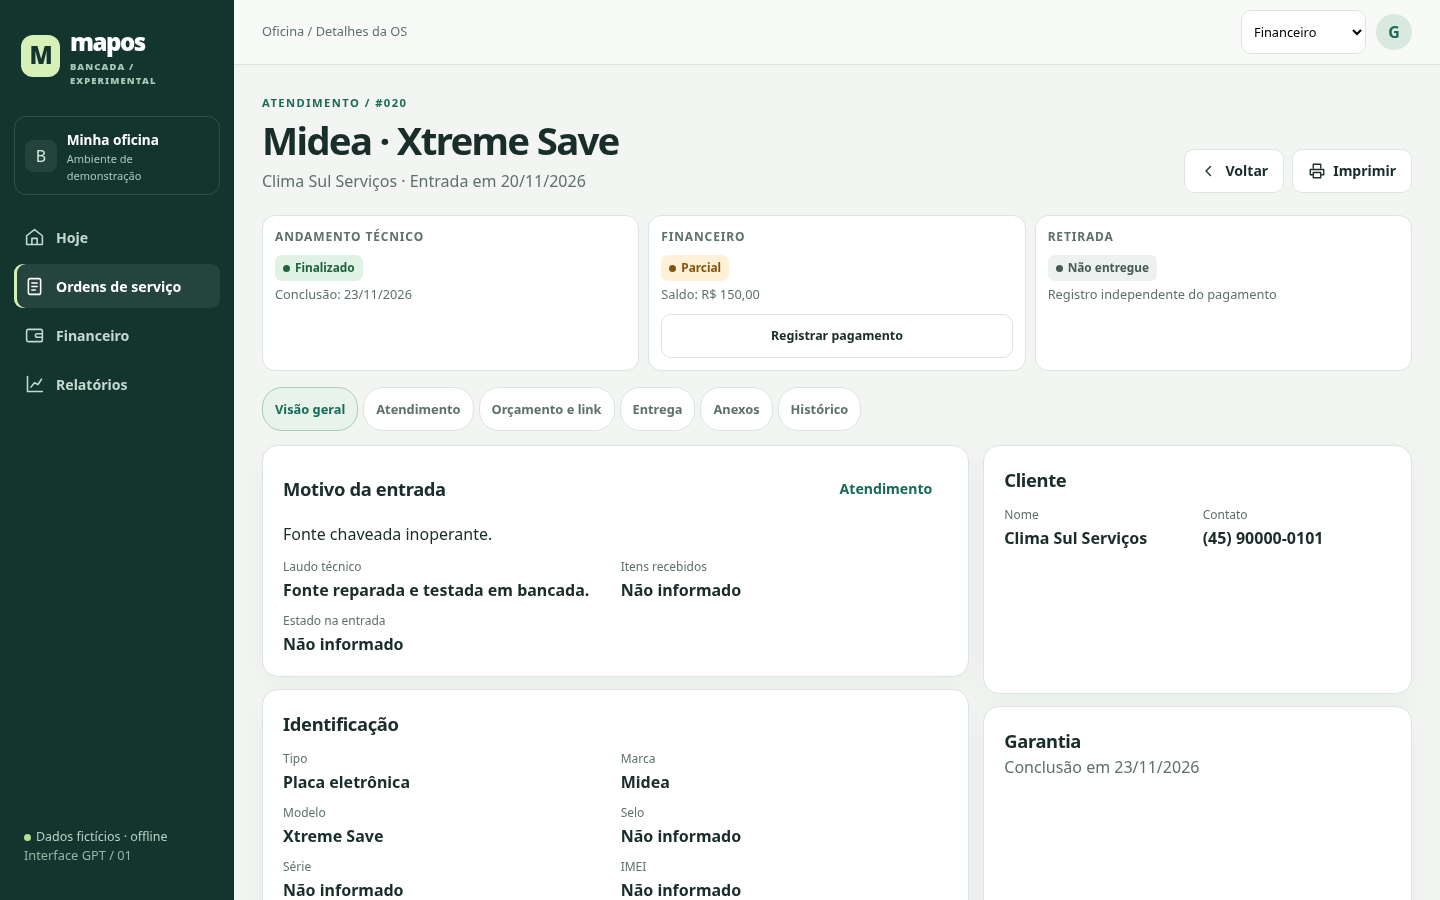 M
mapos
BANCADA /
EXPERIMENTAL
B
Minha oficina
Ambiente de
demonstração
Hoje
Ordens de serviço
Financeiro
Relatórios
Dados fictícios · offline
Interface GPT / 01
Oficina / Detalhes da OS
Financeiro
G
ATENDIMENTO / #020
Midea · Xtreme Save
Clima Sul Serviços · Entrada em 20/11/2026
Voltar
Imprimir
ANDAMENTO TÉCNICO
Finalizado
Conclusão: 23/11/2026
FINANCEIRO
Parcial
Saldo: R$ 150,00
Registrar pagamento
RETIRADA
Não entregue
Registro independente do pagamento
Visão geral
Atendimento
Orçamento e link
Entrega
Anexos
Histórico
Motivo da entrada
Atendimento
Fonte chaveada inoperante.
Laudo técnico
Fonte reparada e testada em bancada.
Itens recebidos
Não informado
Estado na entrada
Não informado
Identificação
Tipo
Placa eletrônica
Marca
Midea
Modelo
Xtreme Save
Selo
Não informado
Série
Não informado
IMEI
Não informado
Cliente
Nome
Clima Sul Serviços
Contato
(45) 90000-0101
Garantia
Conclusão em 23/11/2026